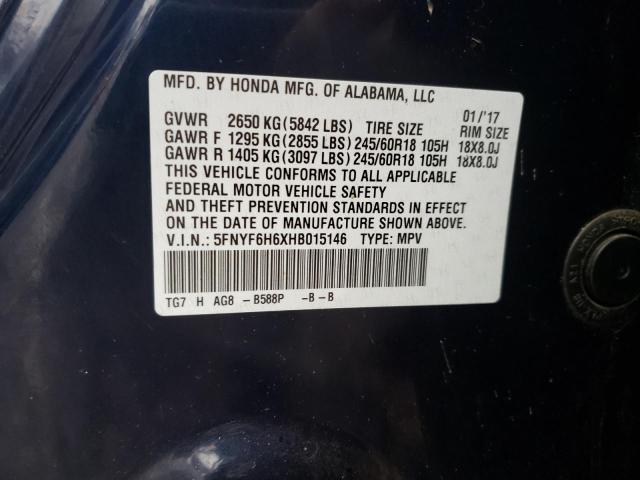 MFD. BY HONDA MFG. OF ALABAMA, LLC
GVWR 2650 KG(5842 LBS) TIRE SIZE 01/'17 RIM SIZE
GAWR F 1295 KG(2855 LBS) 245/60R18 105H 18X8.0J
GAWR R 1405 KG(3097 LBS) 245/60R18 105H 18X8.0J
THIS VEHICLE CONFORMS TO ALL APPLICABLE
FEDERAL MOTOR VEHICLE SAFETY
AND THEFT PREVENTION STANDARDS IN EFFECT
ON THE DATE OF MANUFACTURE SHOWN ABOVE.
V.I.N.: 5FNYF6H6XHB015146 TYPE: MPV
TG7 H AG8 -B588P -B-B